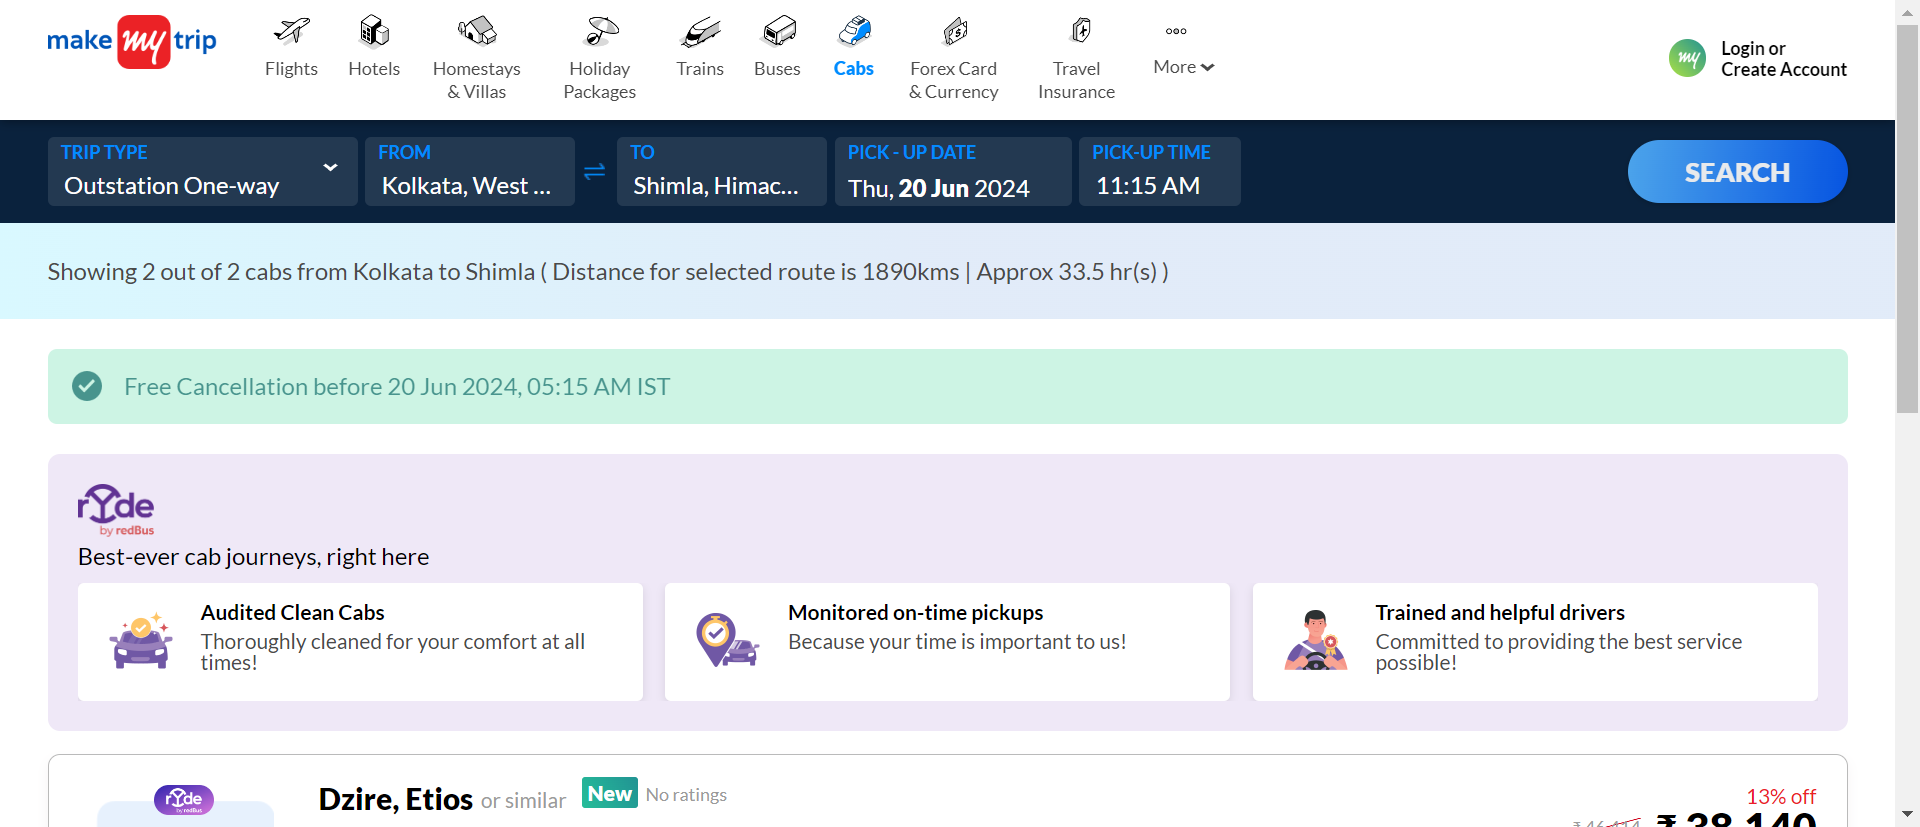 make my trip
Flights
Hotels
Homestays
& Villas
Holiday
Packages
Trains
Buses
Cabs
Forex Card
& Currency
Travel
Insurance
More
my
Login or
Create Account
TRIP TYPE
Outstation One-way
FROM
Kolkata, West ...
TO
Shimla, Himac...
PICK - UP DATE
Thu, 20 Jun 2024
PICK-UP TIME
11:15 AM
SEARCH
Showing 2 out of 2 cabs from Kolkata to Shimla ( Distance for selected route is 1890kms | Approx 33.5 hr(s) )
Free Cancellation before 20 Jun 2024, 05:15 AM IST
rYde
by redBus
Best-ever cab journeys, right here
Audited Clean Cabs
Thoroughly cleaned for your comfort at all
times!
Monitored on-time pickups
Because your time is important to us!
Trained and helpful drivers
Committed to providing the best service
possible!
rYde
by redBus
Dzire, Etios or similar New No ratings
13% off
₹ 38,140